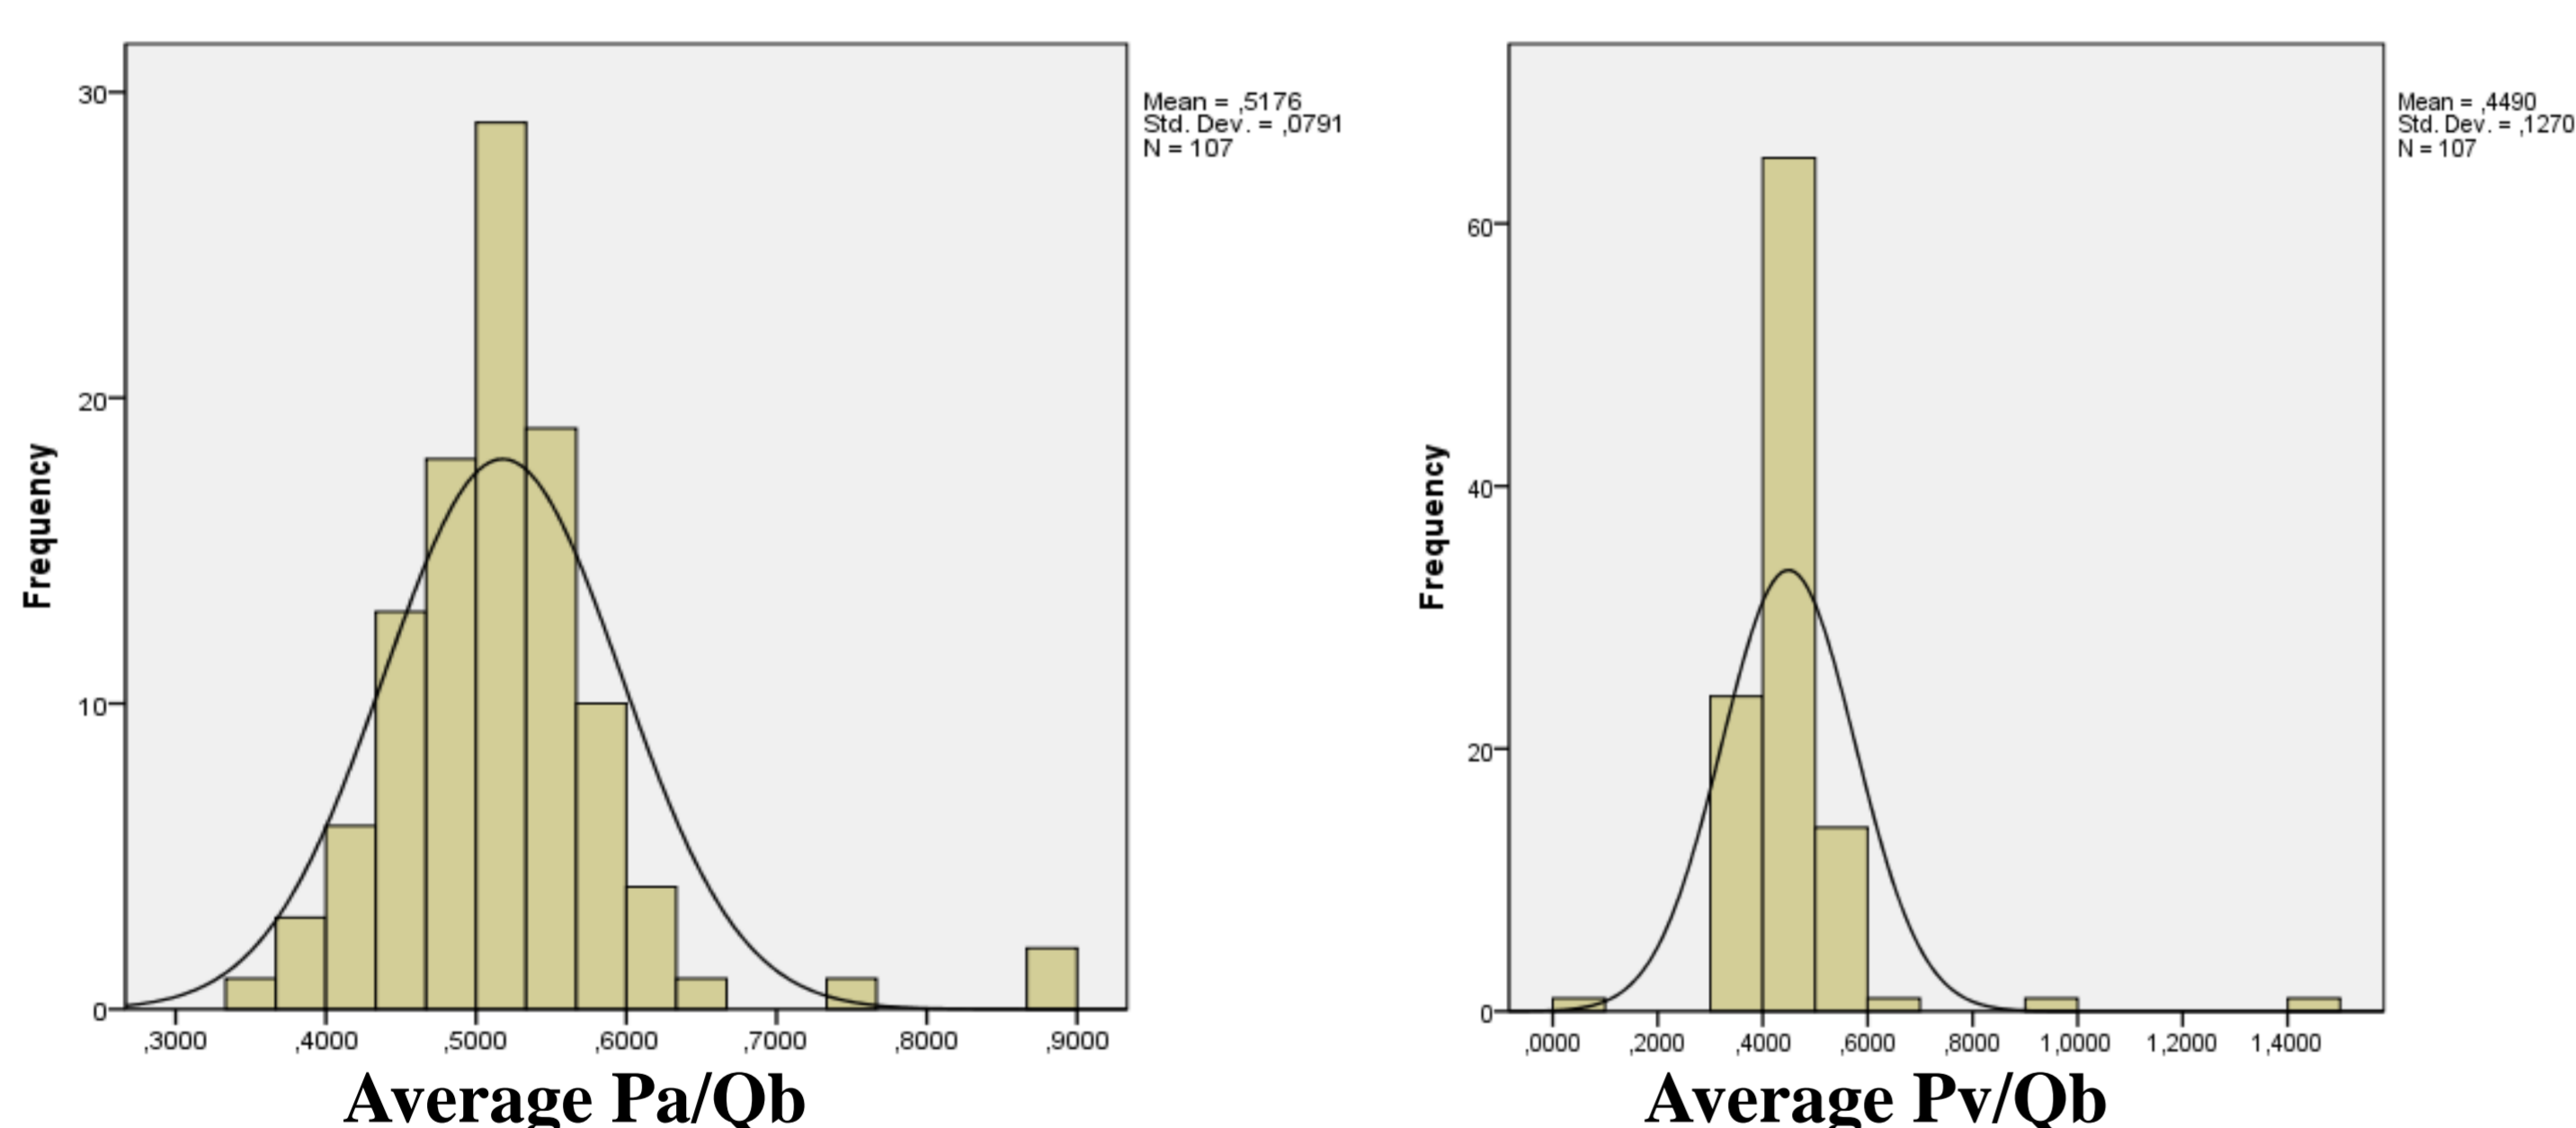 Mean = ,5176
Std. Dev. = ,0791
N = 107
30
20
10
0
Frequency
,3000 ,4000 ,5000 ,6000 ,7000 ,8000 ,9000
Average Pa/Qb
Mean = ,4490
Std. Dev. = ,1270
N = 107
60
40
20
0
Frequency
,0000 ,2000 ,4000 ,6000 ,8000 1,0000 1,2000 1,4000
Average Pv/Qb